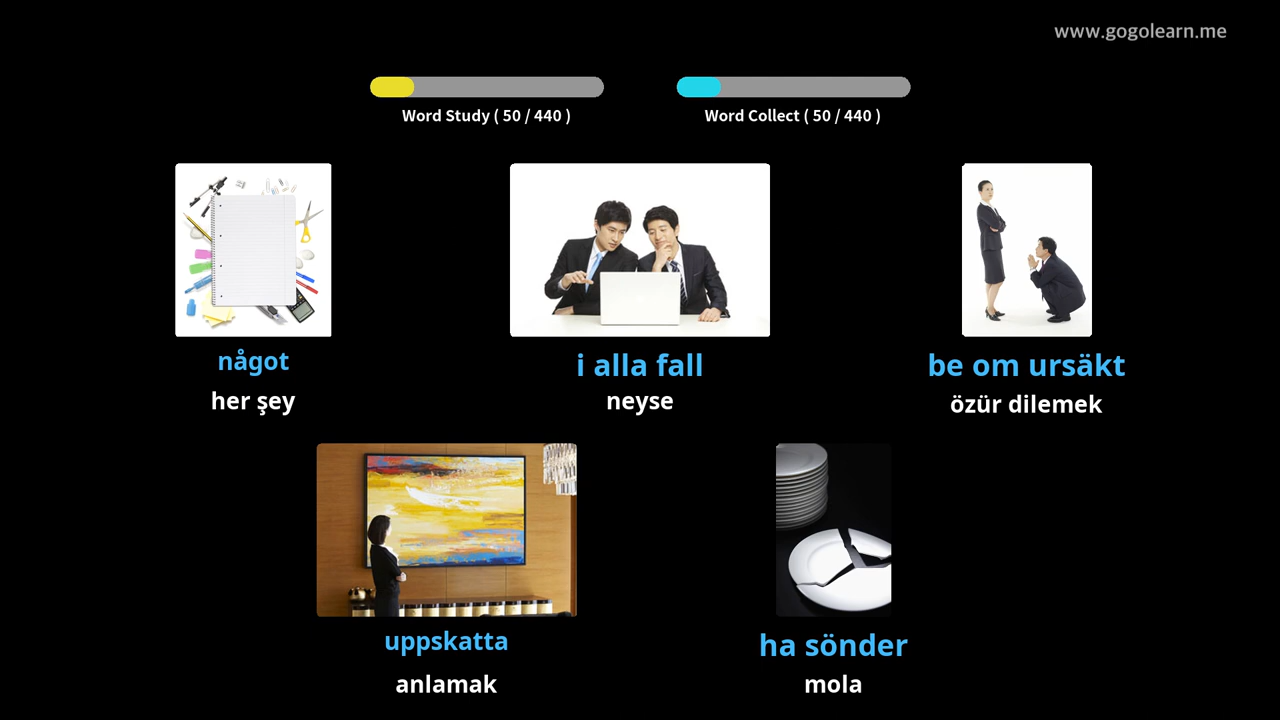 www.gogolearn.me
Word Study ( 50 / 440 )
Word Collect ( 50 / 440 )
något
her şey
i alla fall
neyse
be om ursäkt
özür dilemek
uppskatta
anlamak
ha sönder
mola